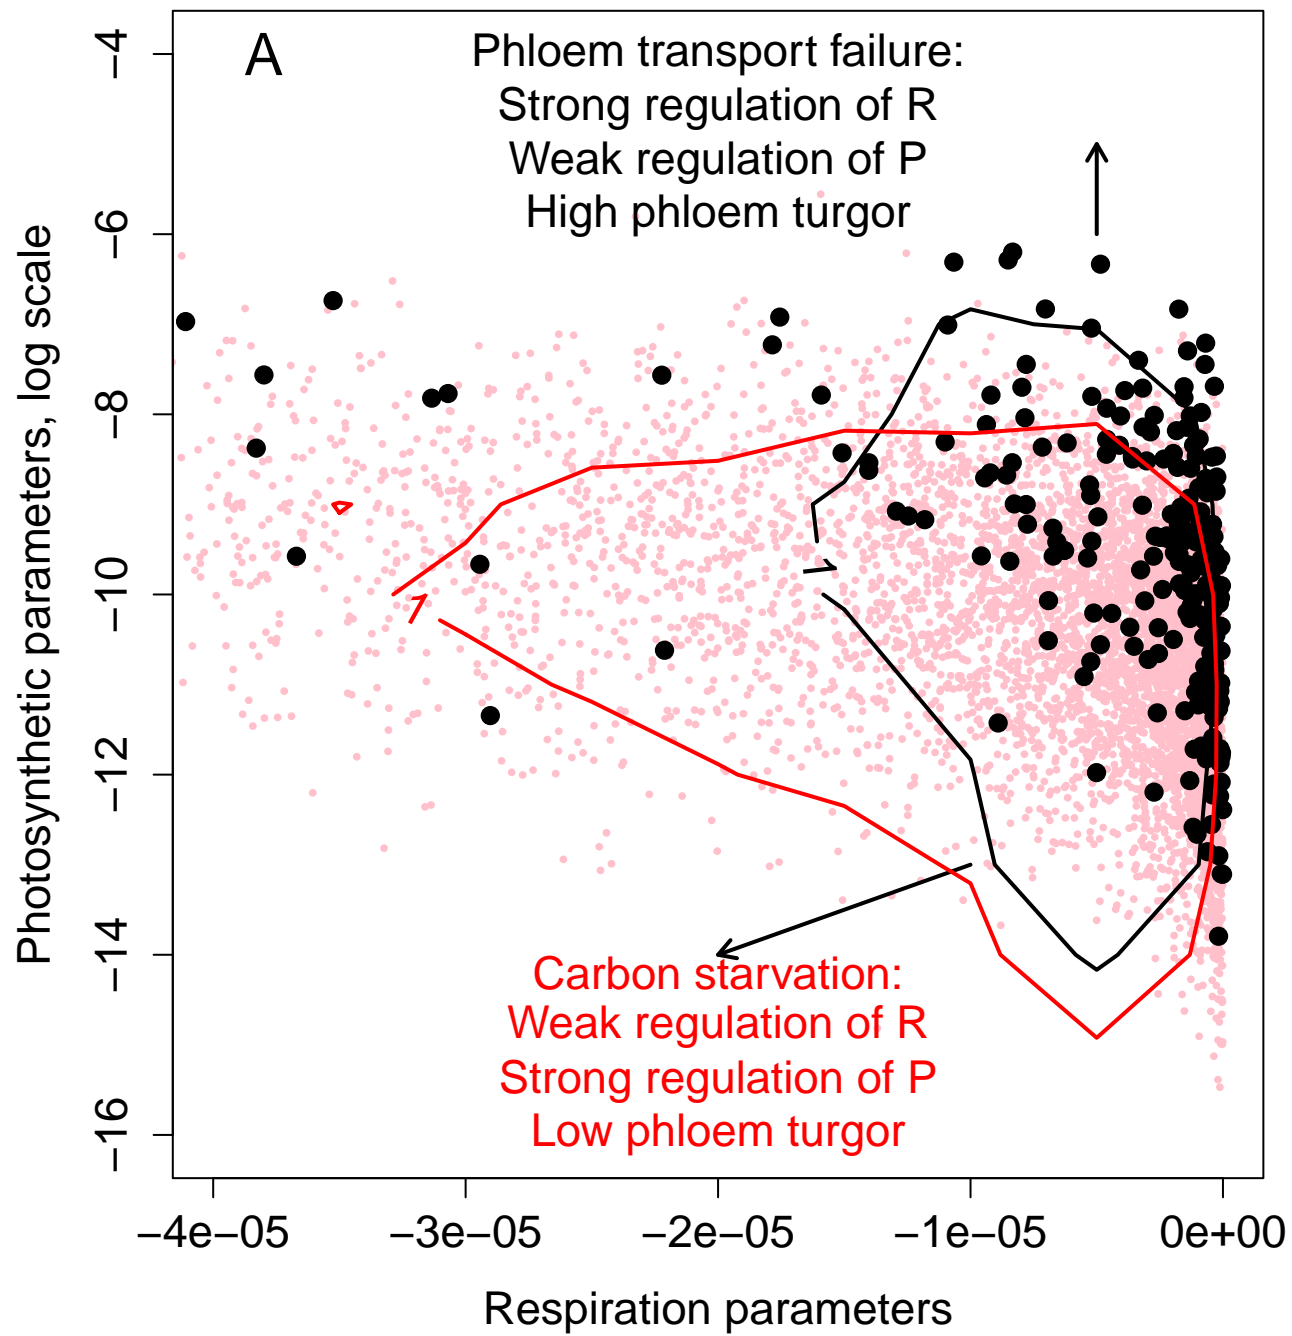 A
Phloem transport failure:
Strong regulation of R
Weak regulation of P
High phloem turgor
Photosynthetic parameters, log scale
−4
−6
−8
−10
−12
−14
−16
Carbon starvation:
Weak regulation of R
Strong regulation of P
Low phloem turgor
−4e−05
−3e−05
−2e−05
−1e−05
0e+00
Respiration parameters